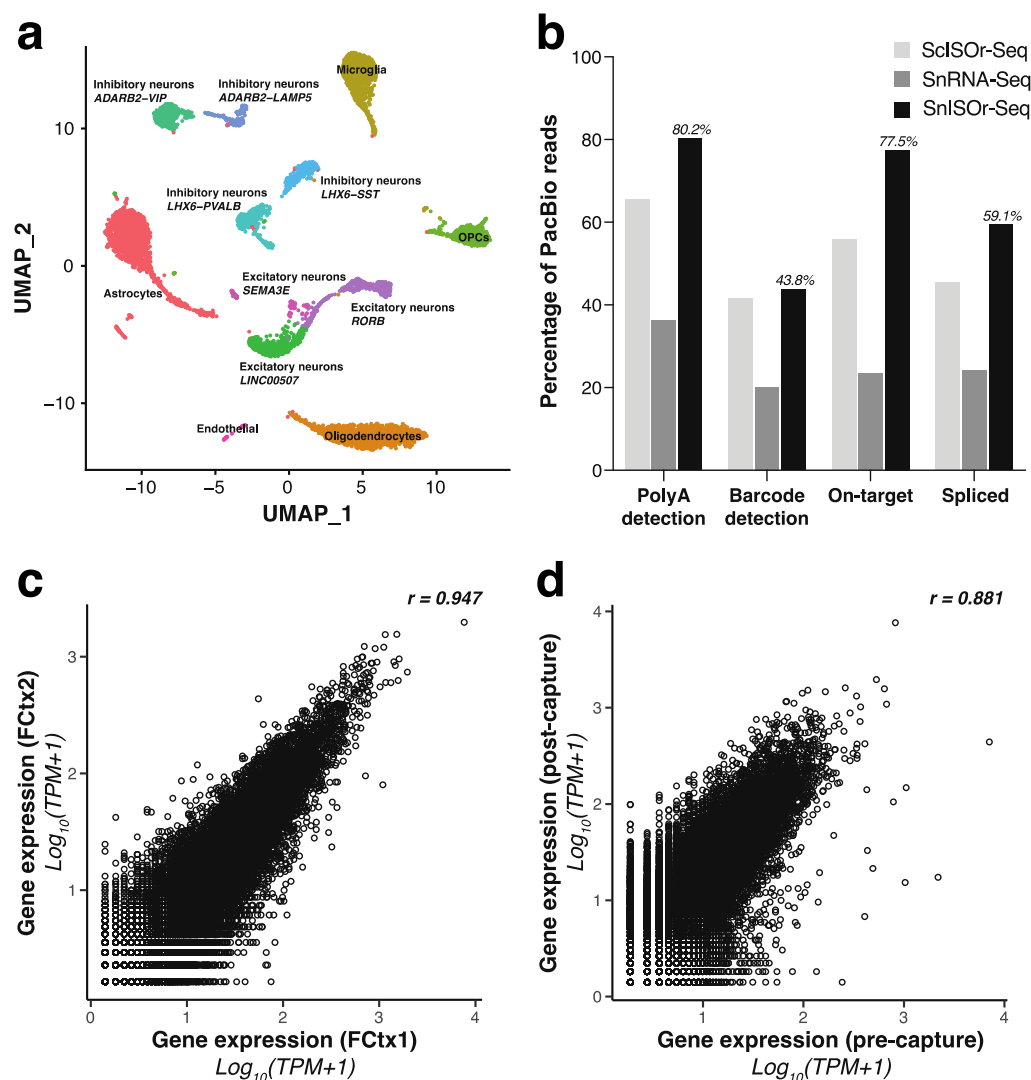 a
UMAP_2
10
0
−10
−10
−5
0
5
10
UMAP_1
Inhibitory neurons
ADARB2−VIP
Inhibitory neurons
ADARB2−LAMP5
Microglia
Inhibitory neurons
LHX6−SST
Inhibitory neurons
LHX6−PVALB
OPCs
Astrocytes
Excitatory neurons
SEMA3E
Excitatory neurons
RORB
Excitatory neurons
LINC00507
Endothelial
Oligodendrocytes
b
Percentage of PacBio reads
100
80
60
40
20
0
ScISOr-Seq
SnRNA-Seq
SnISOr-Seq
80.2%
43.8%
77.5%
59.1%
PolyA
detection
Barcode
detection
On-target
Spliced
c
r = 0.947
Gene expression (FCtx2)
Log10(TPM+1)
3
2
1
0
1
2
3
4
Gene expression (FCtx1)
Log10(TPM+1)
d
r = 0.881
Gene expression (post-capture)
Log10(TPM+1)
4
3
2
1
0
1
2
3
4
Gene expression (pre-capture)
Log10(TPM+1)